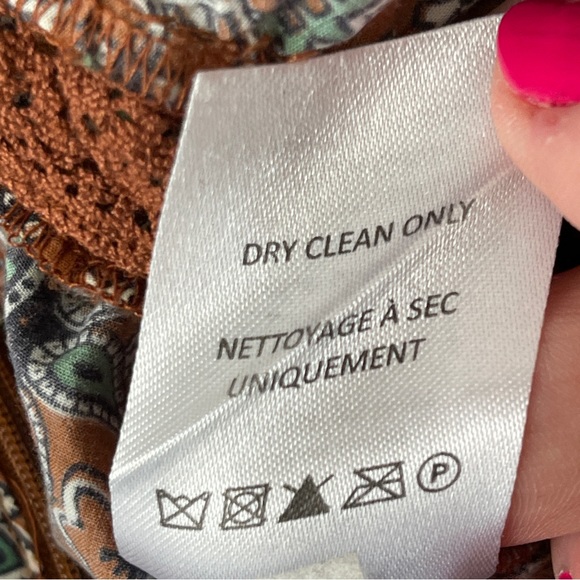 DRY CLEAN ONLY
NETTOYAGE À SEC
UNIQUEMENT
P